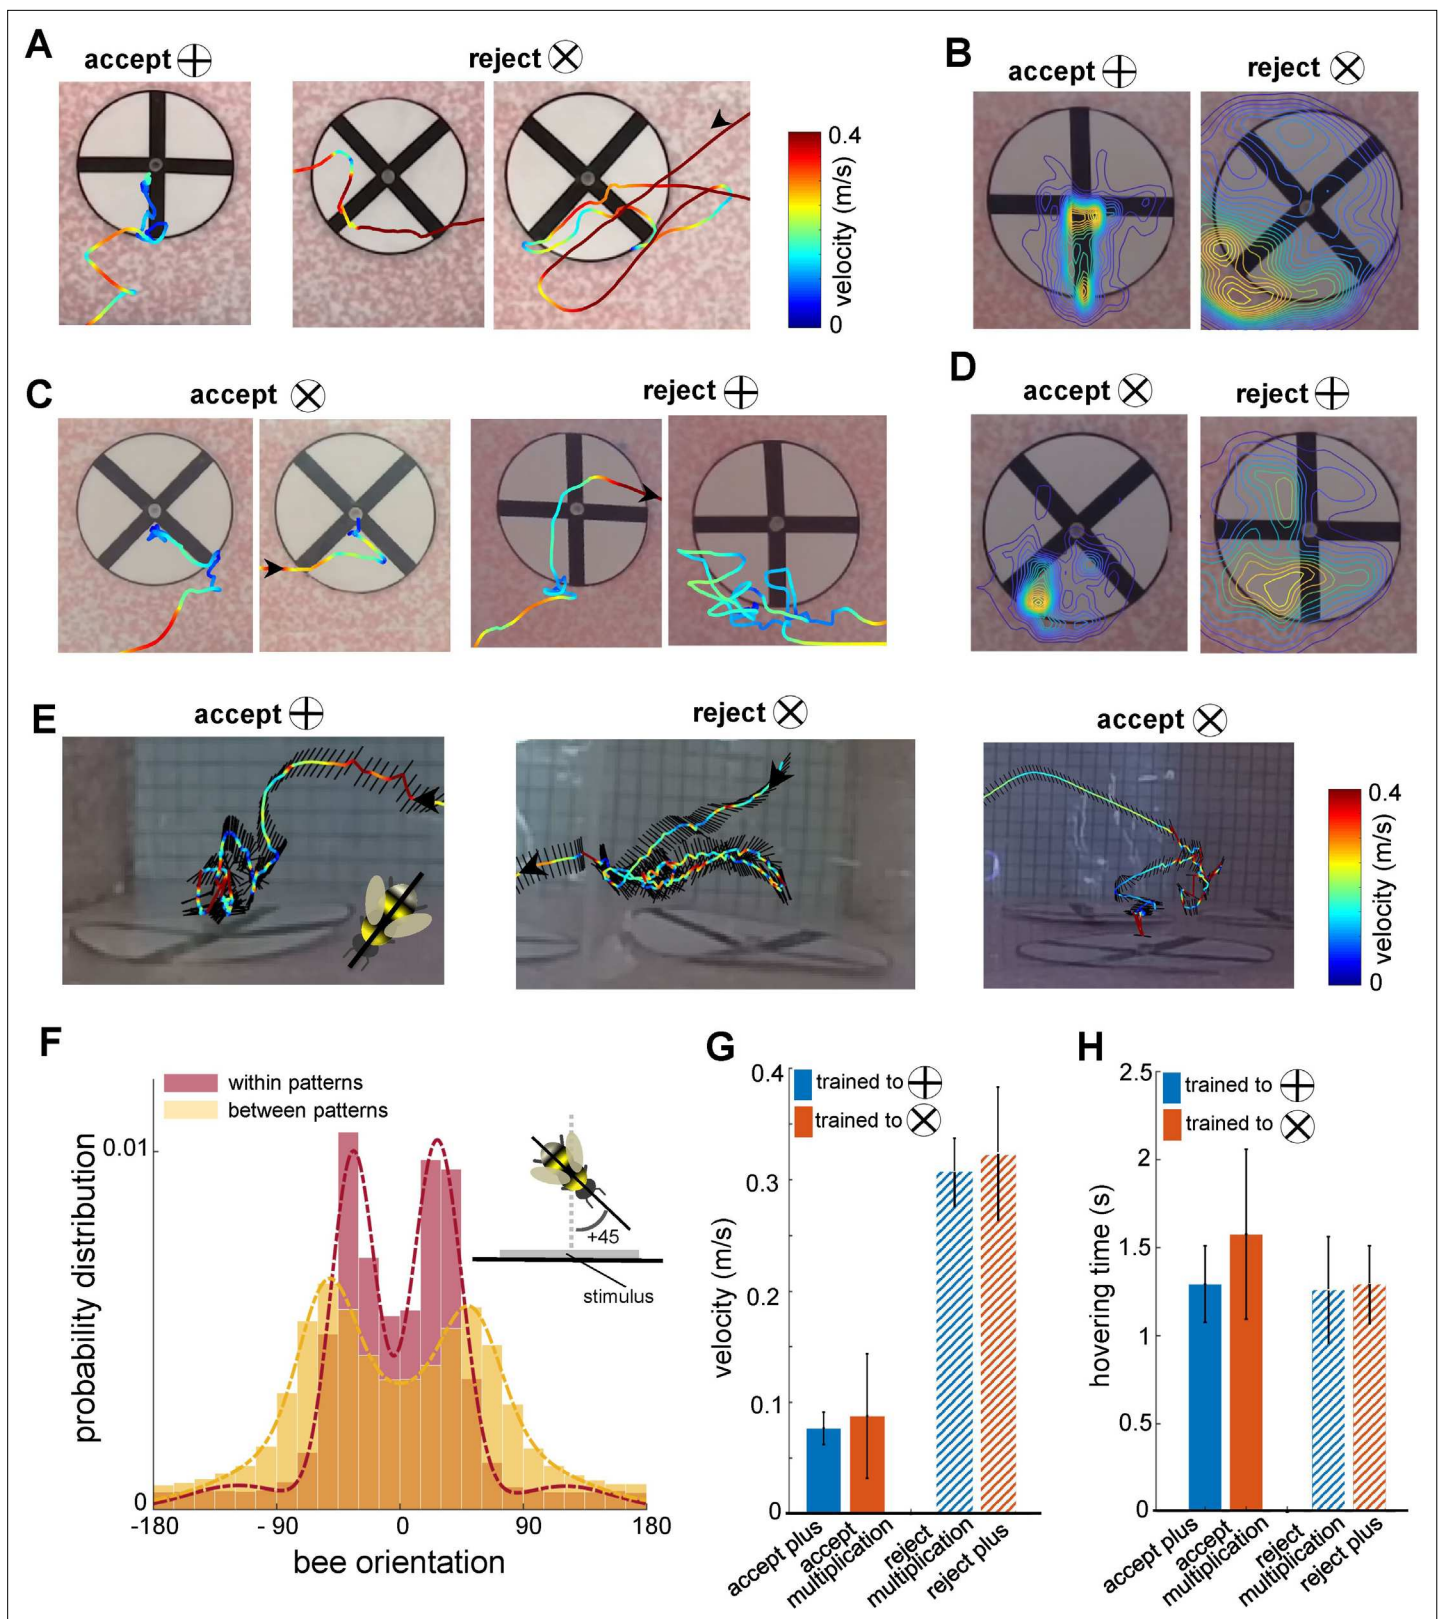 A
accept
reject
0.4
velocity (m/s)
0
B
accept
reject
C
accept
reject
D
accept
reject
E
accept
reject
accept
0.4
velocity (m/s)
0
F
within patterns
between patterns
0.01
probability distribution
0
-180
- 90
0
90
180
bee orientation
+45
stimulus
G
trained to
trained to
0.4
0.3
0.2
0.1
0
velocity (m/s)
accept plus
accept
multiplication
reject
multiplication
reject plus
H
trained to
trained to
2.5
2
1.5
1
0.5
0
hovering time (s)
accept plus
accept
multiplication
reject
multiplication
reject plus